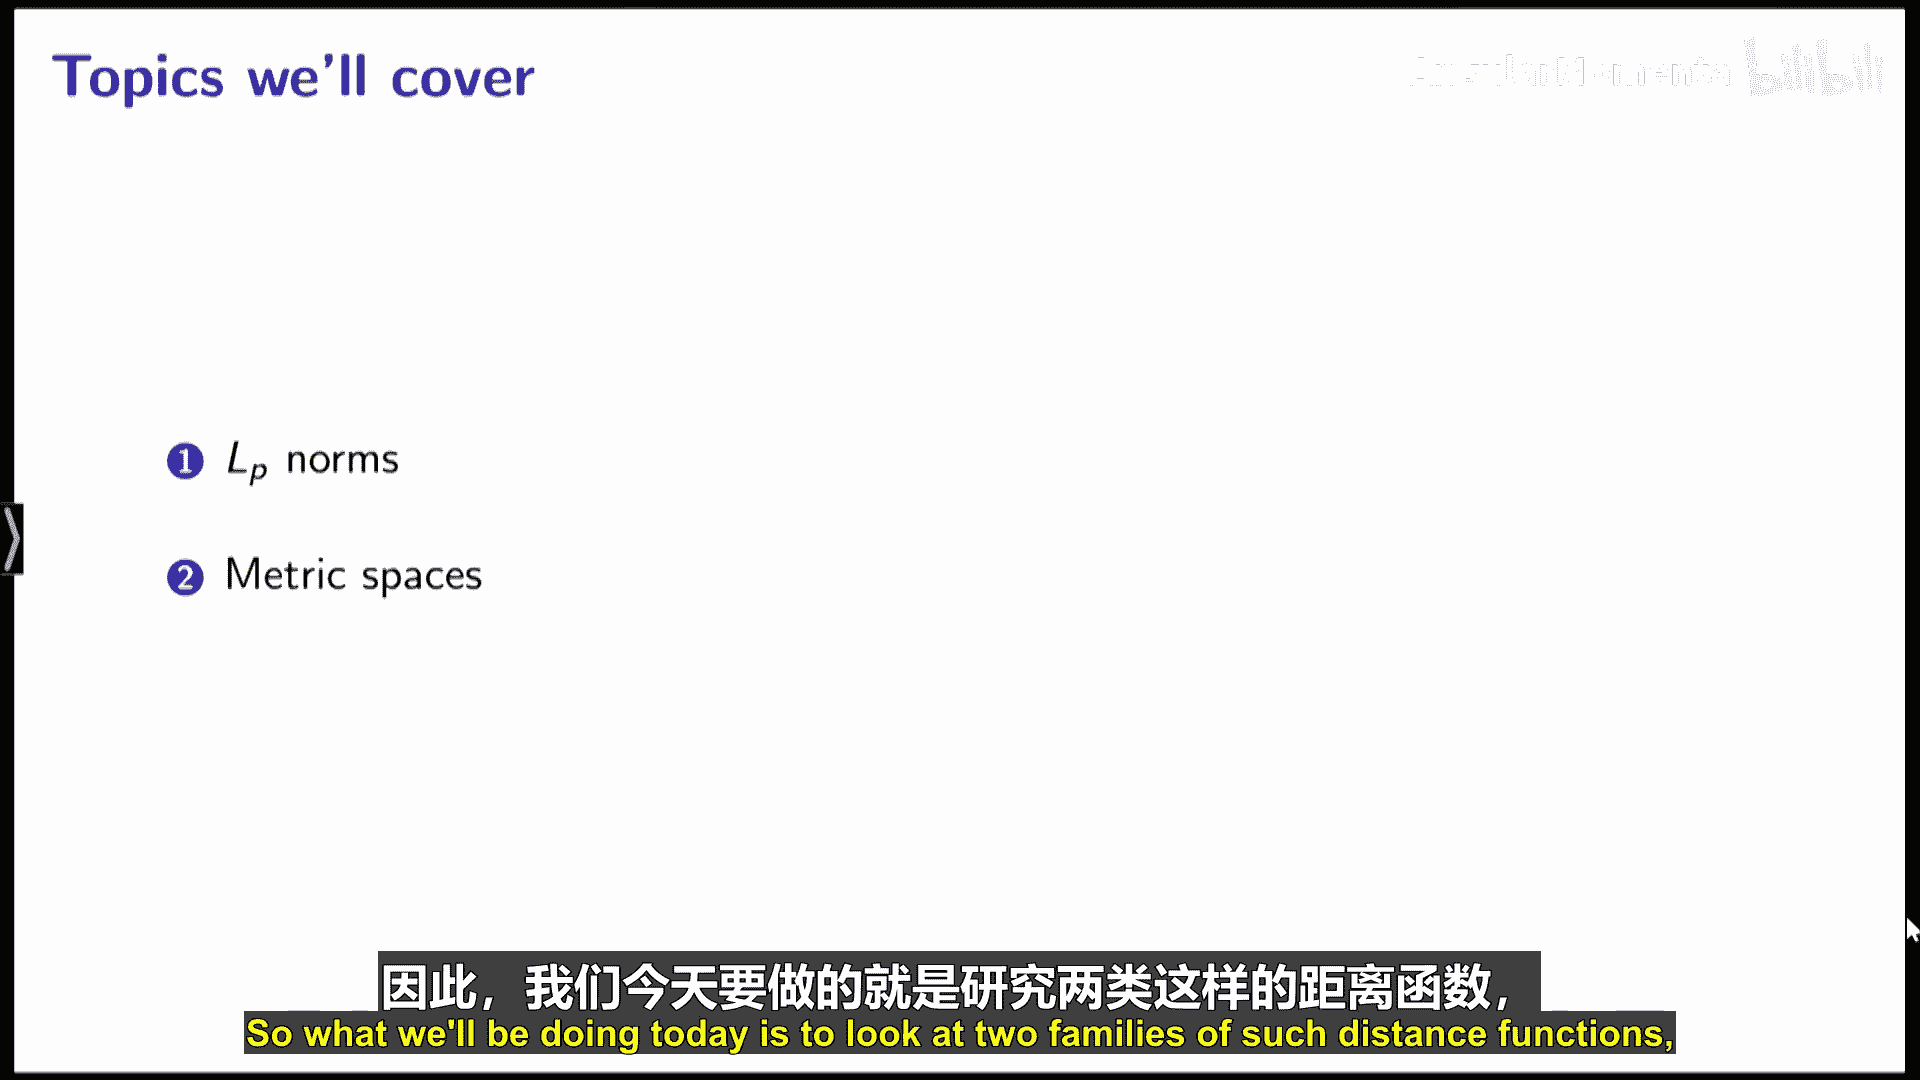 Topics we'll cover
bilibili
1 Lp norms
2 Metric spaces
因此，我们今天要做的就是研究两类这样的距离函数，
So what we'll be doing today is to look at two families of such distance functions,